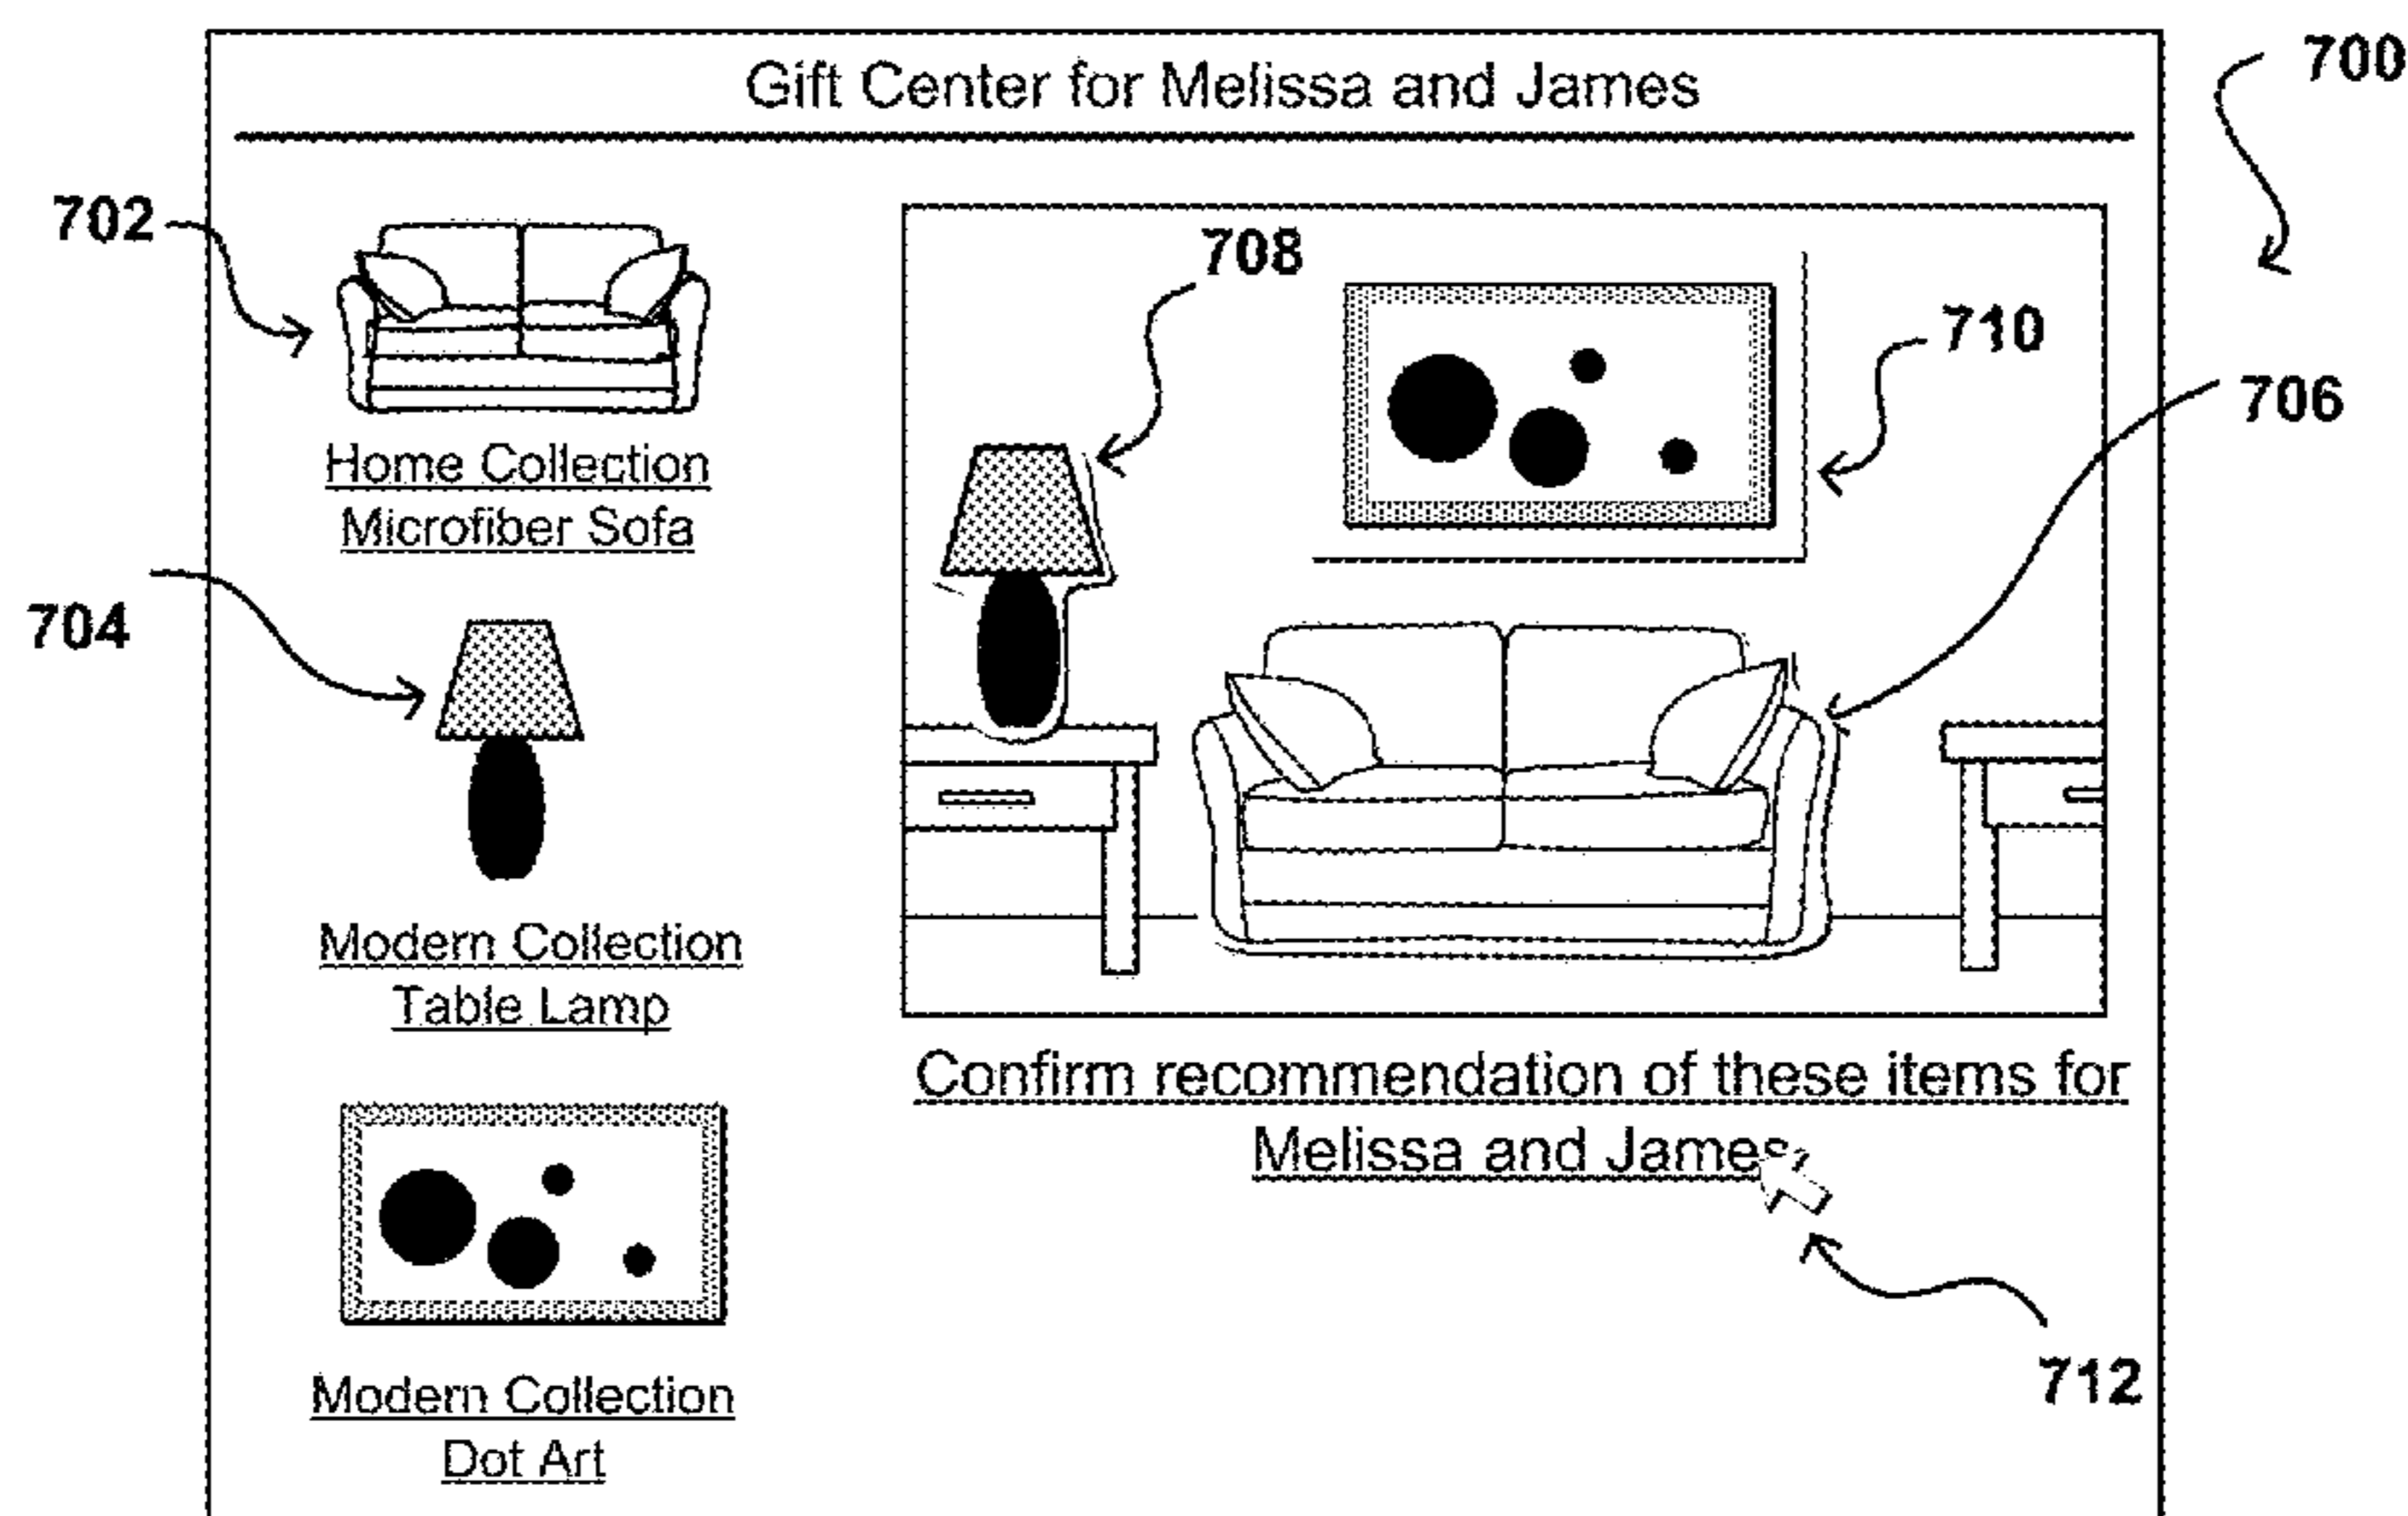 Gift Center for Melissa and James
700
702
708
710
706
Home Collection
Microfiber Sofa
704
Modern Collection
Table Lamp
Confirm recommendation of these items for
Melissa and James
712
Modern Collection
Dot Art